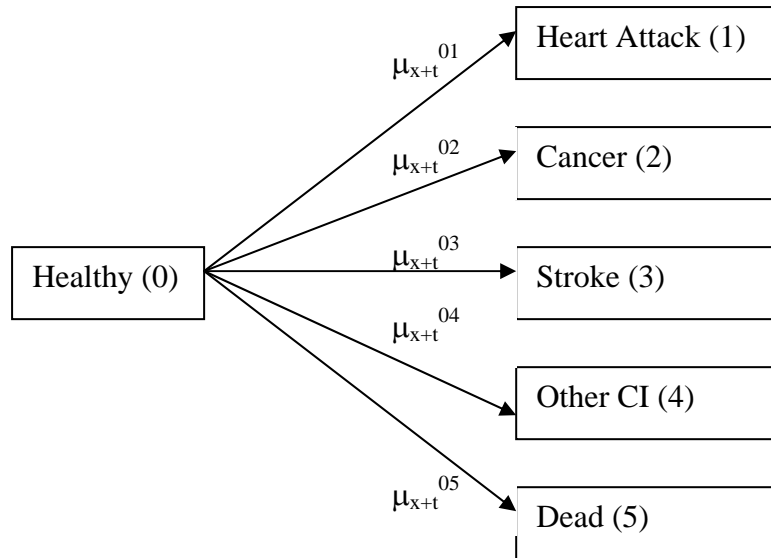 Heart Attack (1)
μx+t01
Cancer (2)
μx+t02
Healthy (0)
μx+t03
Stroke (3)
μx+t04
Other CI (4)
μx+t05
Dead (5)